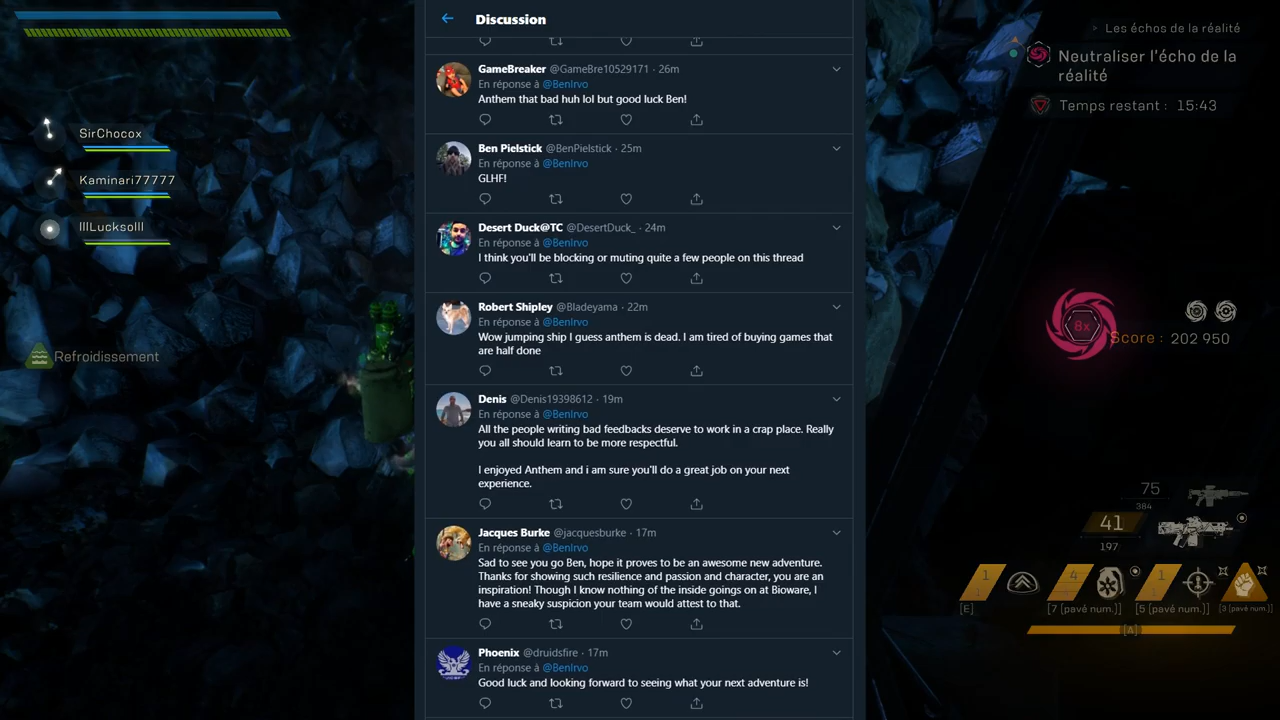 Discussion
GameBreaker @GameBre10529171 · 26m
En réponse à @BenIrvo
Anthem that bad huh lol but good luck Ben!
Ben Pielstick @BenPielstick · 25m
En réponse à @BenIrvo
GLHF!
Desert Duck@TC @DesertDuck_ · 24m
En réponse à @BenIrvo
I think you'll be blocking or muting quite a few people on this thread
Robert Shipley @Bladeyama · 22m
En réponse à @BenIrvo
Wow jumping ship I guess anthem is dead. I am tired of buying games that
are half done
Denis @Denis19398612 · 19m
En réponse à @BenIrvo
All the people writing bad feedbacks deserve to work in a crap place. Really
you all should learn to be more respectful.
I enjoyed Anthem and i am sure you'll do a great job on your next
experience.
Jacques Burke @jacquesburke · 17m
En réponse à @BenIrvo
Sad to see you go Ben, hope it proves to be an awesome new adventure.
Thanks for showing such resilience and passion and character, you are an
inspiration! Though I know nothing of the inside goings on at Bioware, I
have a sneaky suspicion your team would attest to that.
Phoenix @druidsfire · 17m
En réponse à @BenIrvo
Good luck and looking forward to seeing what your next adventure is!
SirChocox
Kaminari77777
lllLucksolll
Refroidissement
> Les échos de la réalité
Neutraliser l'écho de la
réalité
Temps restant : 15:43
8x
Score : 202 950
75
384
41
197
1
4
1
[E]
[7 (pavé num.)]
[5 (pavé num.)]
[3 (pavé num.)]
[A]